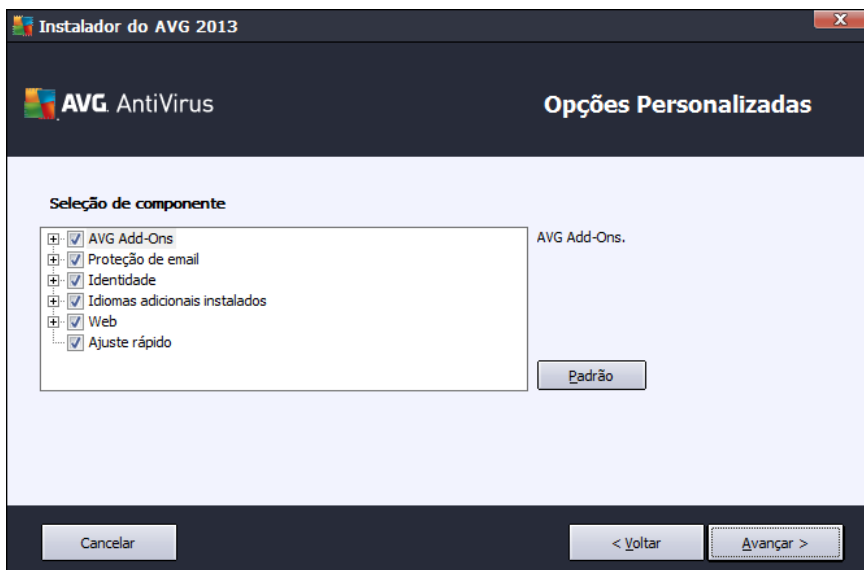 Instalador do AVG 2013
X
AVG. AntiVirus
Opções Personalizadas
Seleção de componente
AVG Add-Ons
AVG Add-Ons.
Proteção de email
Identidade
Idiomas adicionais instalados
Web
Ajuste rápido
Padrão
Cancelar
< Voltar
Avançar >